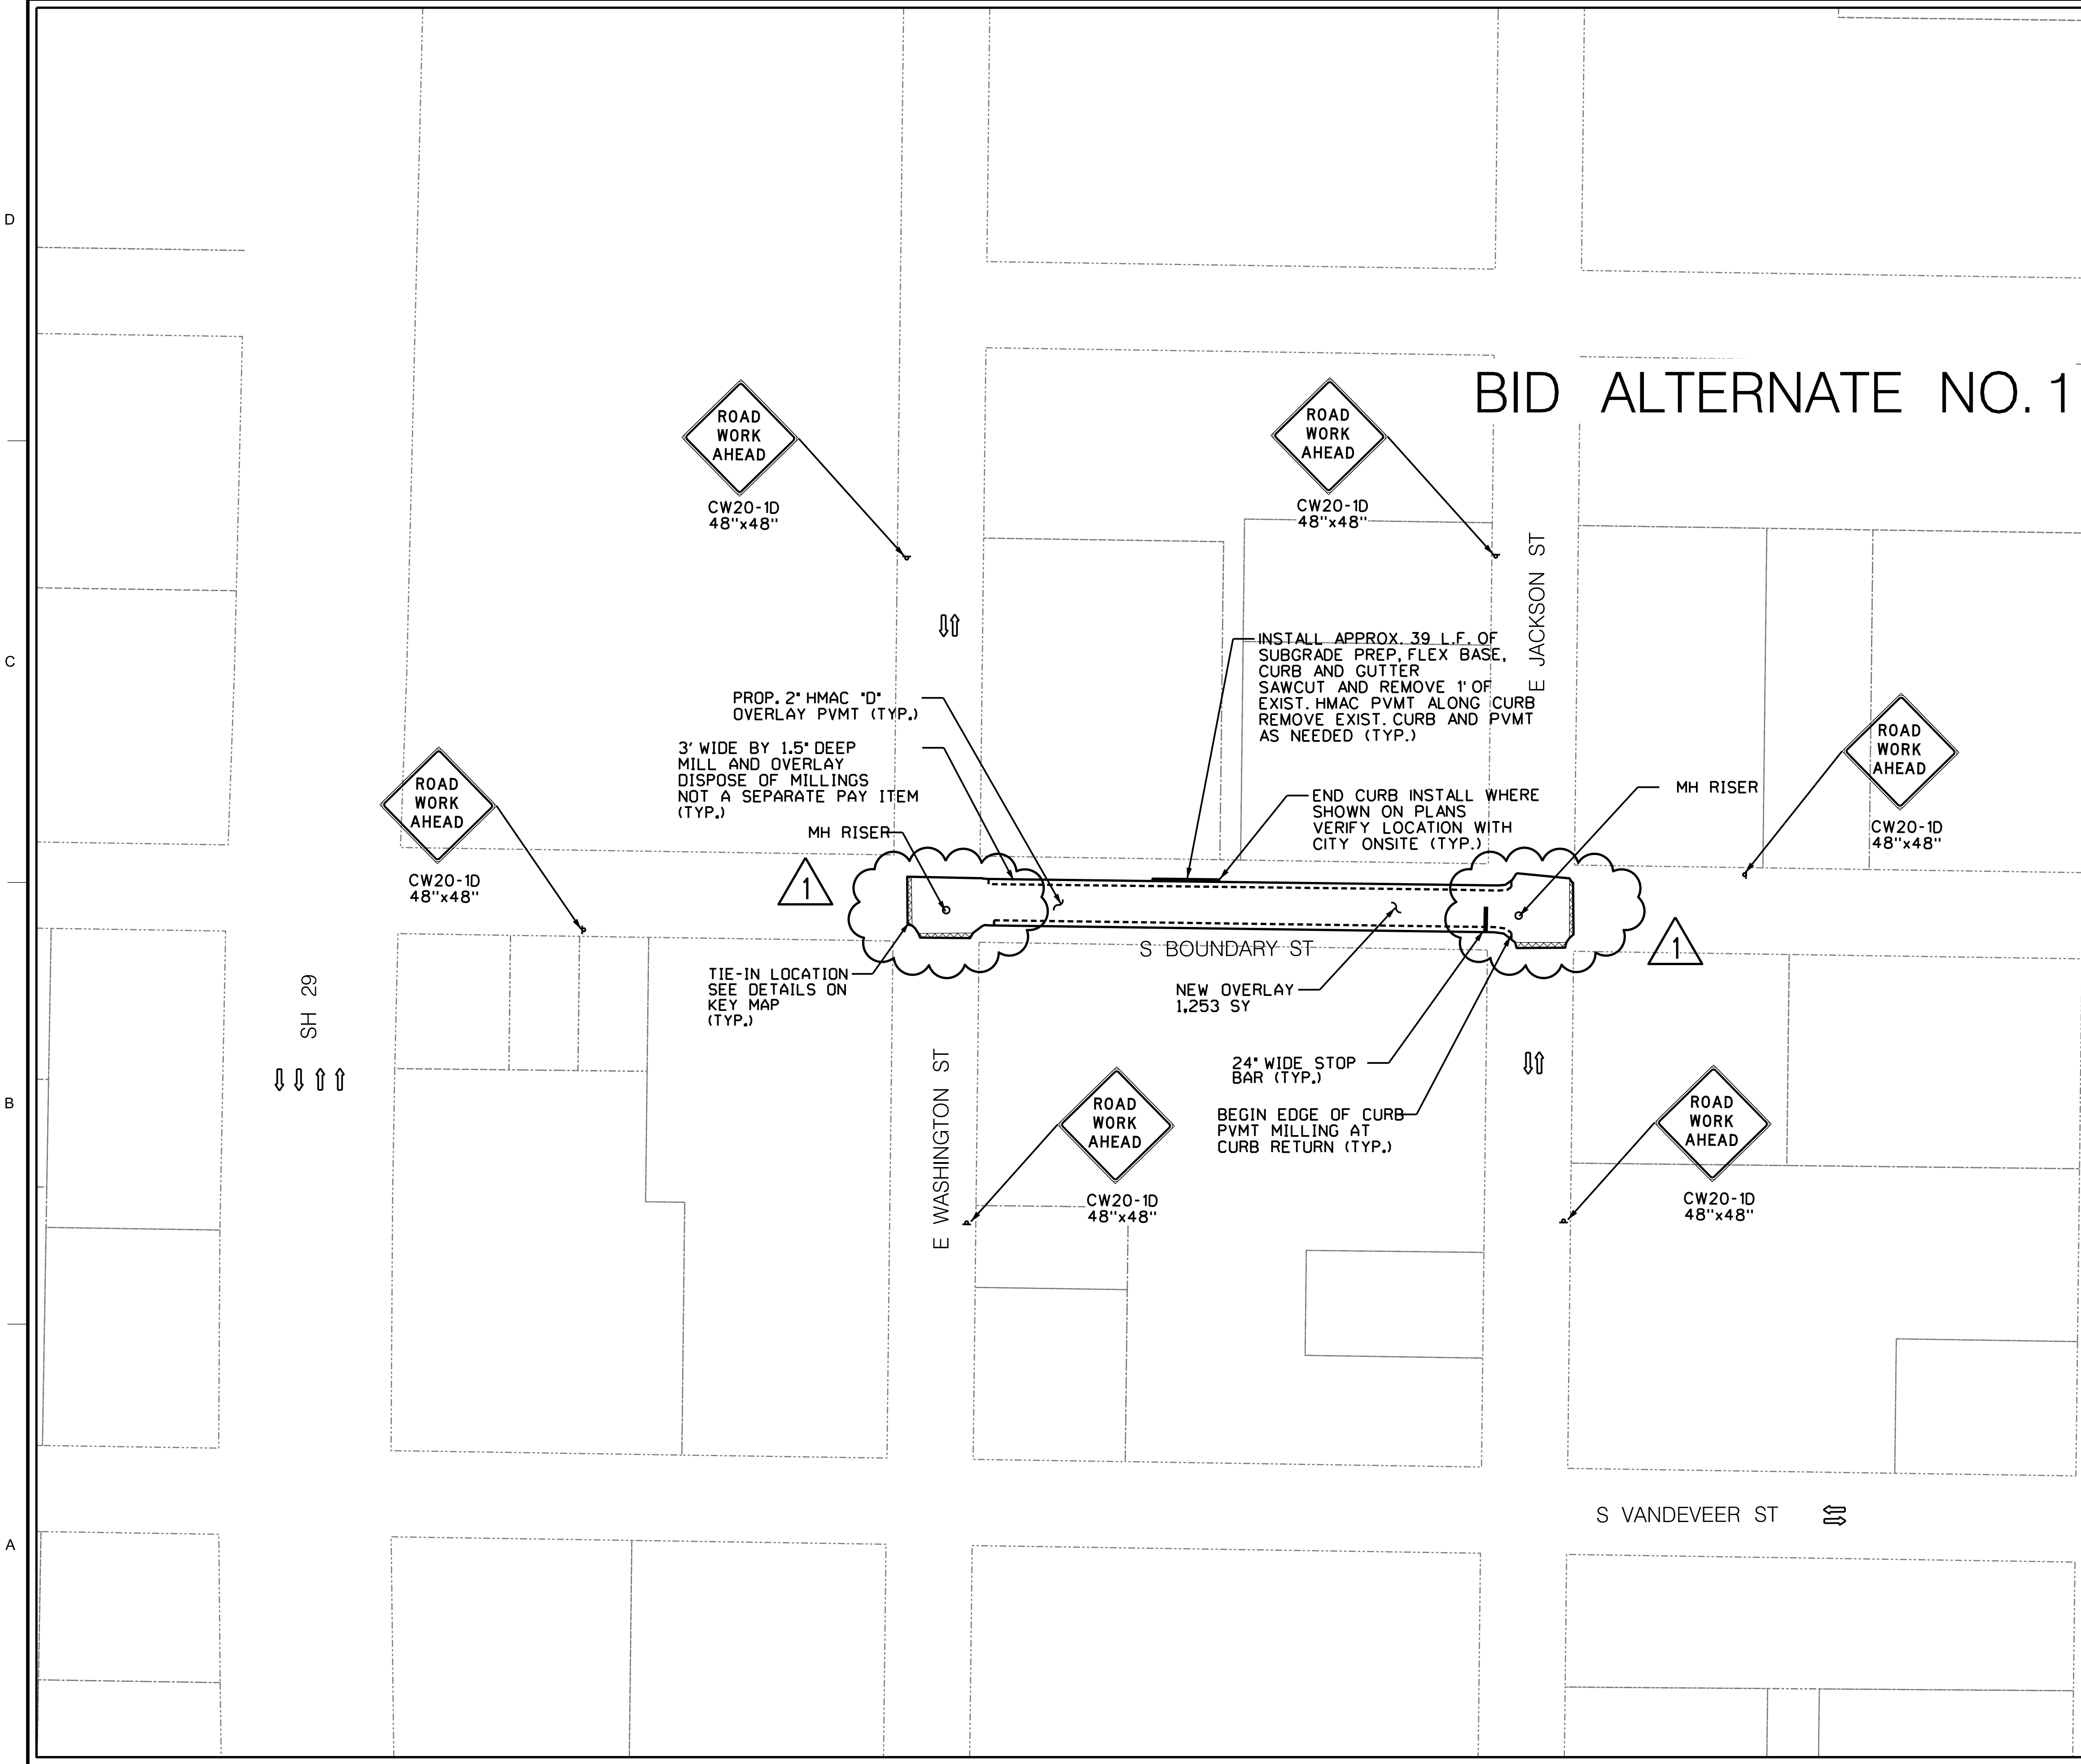 D
C
B
A
BID ALTERNATE NO. 1
ROAD
WORK
AHEAD
CW20-1D
48"x48"
ROAD
WORK
AHEAD
CW20-1D
48"x48"
E JACKSON ST
INSTALL APPROX. 39 L.F. OF
SUBGRADE PREP, FLEX BASE,
CURB AND GUTTER
SAWCUT AND REMOVE 1' OF
EXIST. HMAC PVMT ALONG CURB
REMOVE EXIST. CURB AND PVMT
AS NEEDED (TYP.)
PROP. 2" HMAC "D"
OVERLAY PVMT (TYP.)
3' WIDE BY 1.5" DEEP
MILL AND OVERLAY
DISPOSE OF MILLINGS
NOT A SEPARATE PAY ITEM
(TYP.)
MH RISER
ROAD
WORK
AHEAD
CW20-1D
48"x48"
END CURB INSTALL WHERE
SHOWN ON PLANS
VERIFY LOCATION WITH
CITY ONSITE (TYP.)
MH RISER
ROAD
WORK
AHEAD
CW20-1D
48"x48"
1
1
S BOUNDARY ST
TIE-IN LOCATION
SEE DETAILS ON
KEY MAP
(TYP.)
NEW OVERLAY
1,253 SY
SH 29
E WASHINGTON ST
24" WIDE STOP
BAR (TYP.)
BEGIN EDGE OF CURB
PVMT MILLING AT
CURB RETURN (TYP.)
ROAD
WORK
AHEAD
CW20-1D
48"x48"
ROAD
WORK
AHEAD
CW20-1D
48"x48"
S VANDEVEER ST